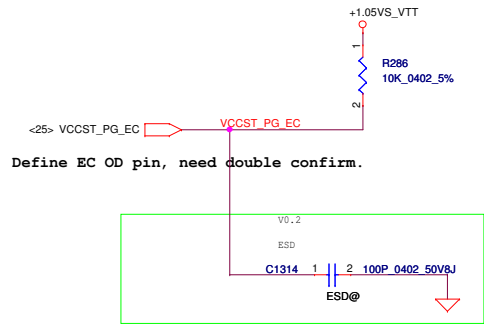 +1.05VS_VTT
1
R286
10K_0402_5%
2
<25> VCCST_PG_EC
VCCST_PG_EC
Define EC OD pin, need double confirm.
V0.2
ESD
C1314 1 2 100P_0402_50V8J
ESD@